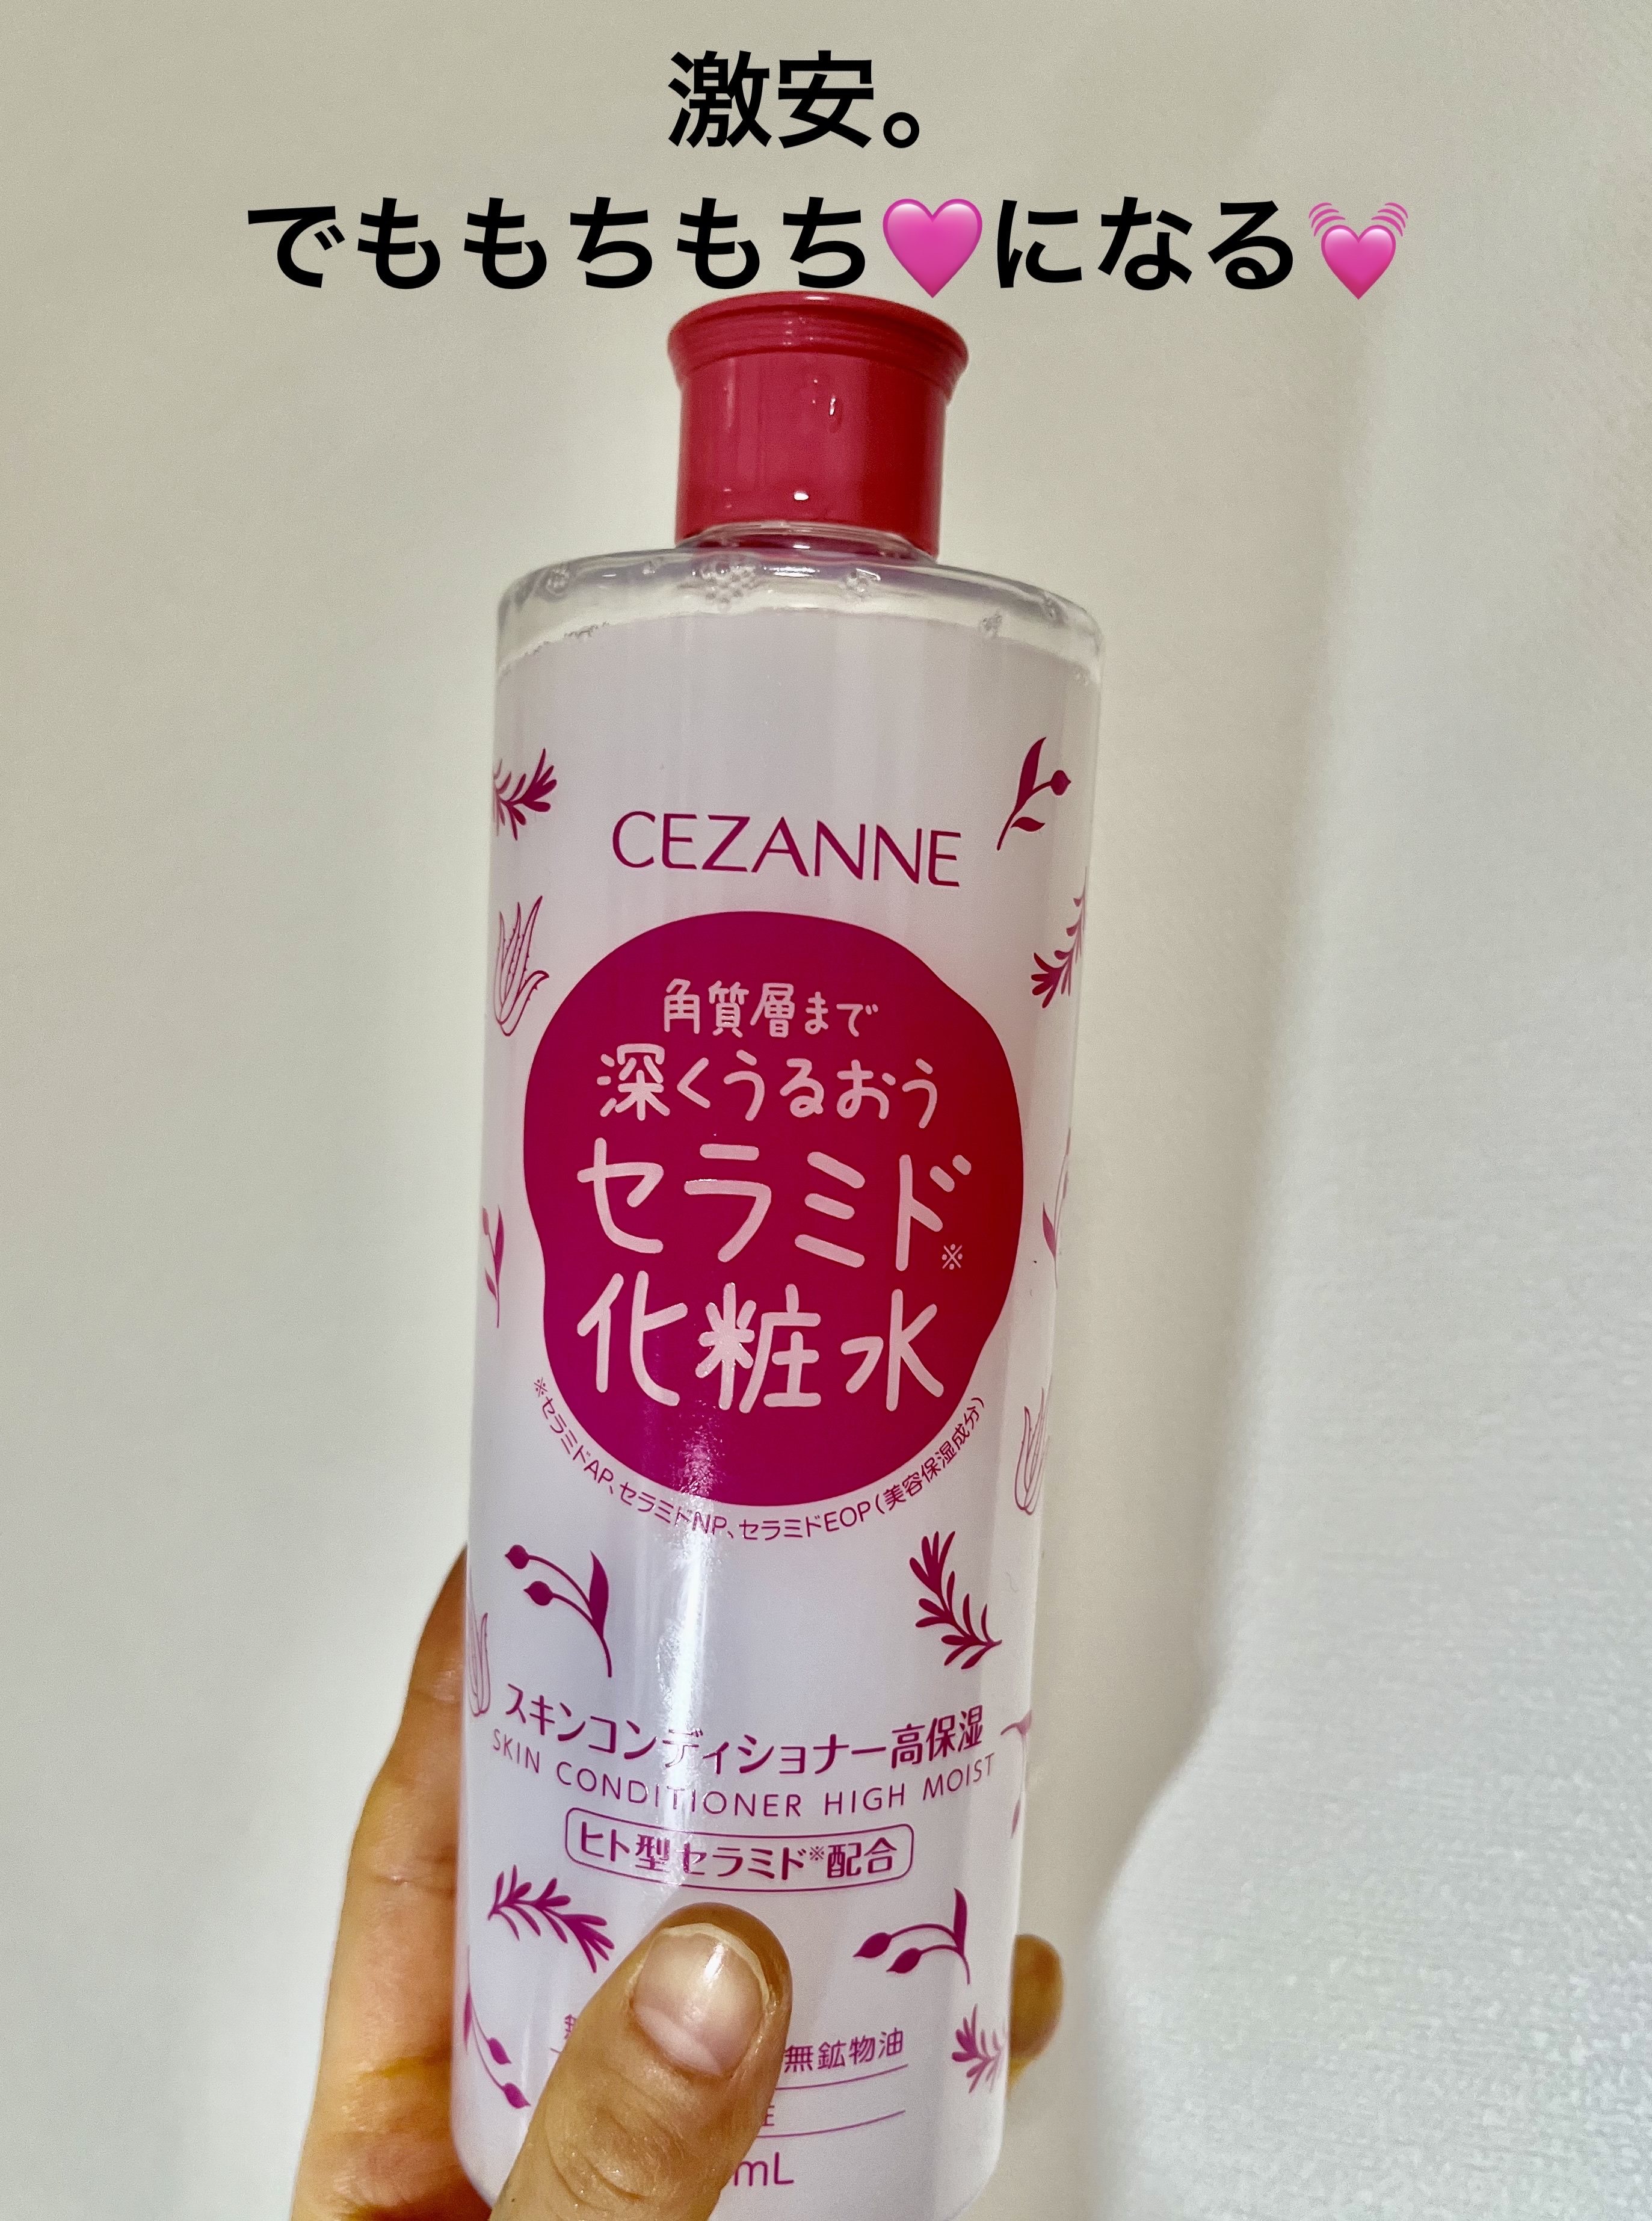 激安。
でももちもち💗になる💓
CEZANNE
角質層まで
深くうるおう
セラミド※
化粧水
※セラミドAP、セラミドNP、セラミドEOP(美容保湿成分)
スキンコンディショナー高保湿
SKIN CONDITIONER HIGH MOIST
ヒト型セラミド※配合
無鉱物油
mL